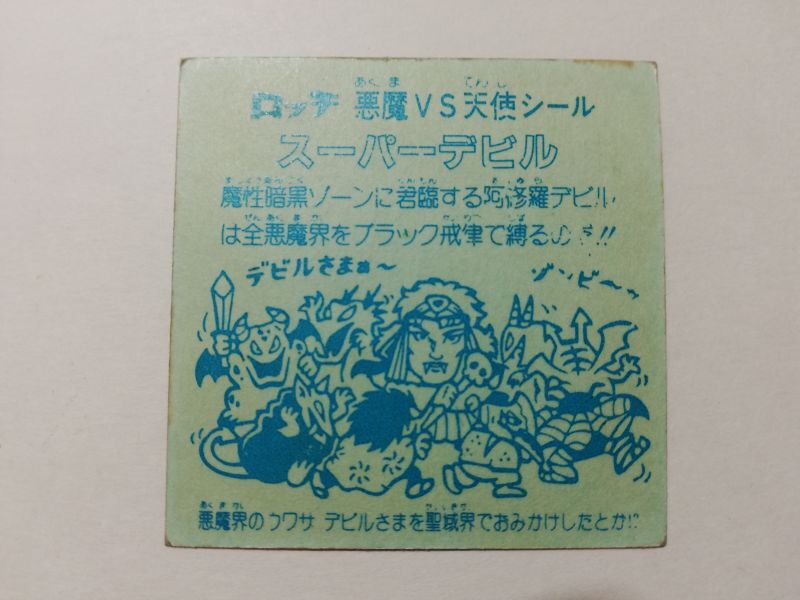 ロッチ 悪魔VS天使シール
スーパーデビル
魔性暗黒ゾーンに君臨する阿修羅デビル
は全悪魔界をブラック戒律で縛るの!!
デビルさまぁ〜
ゾンビ〜っ
悪魔界のウワサ デビルさまを聖域界でおみかけしたとか!?